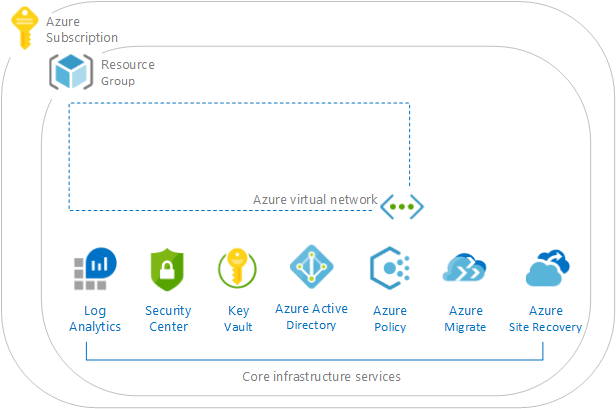 Azure
Subscription
Resource
Group
Azure virtual network
Log
Analytics
Security
Center
Key
Vault
Azure Active
Directory
Azure
Policy
Azure
Migrate
Azure
Site Recovery
Core infrastructure services